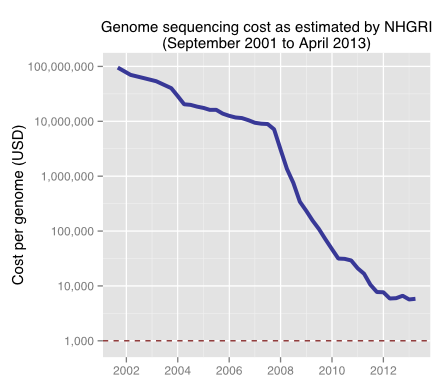 Genome sequencing cost as estimated by NHGRI
(September 2001 to April 2013)
Cost per genome (USD)
100,000,000
10,000,000
1,000,000
100,000
10,000
1,000
2002 2004 2006 2008 2010 2012